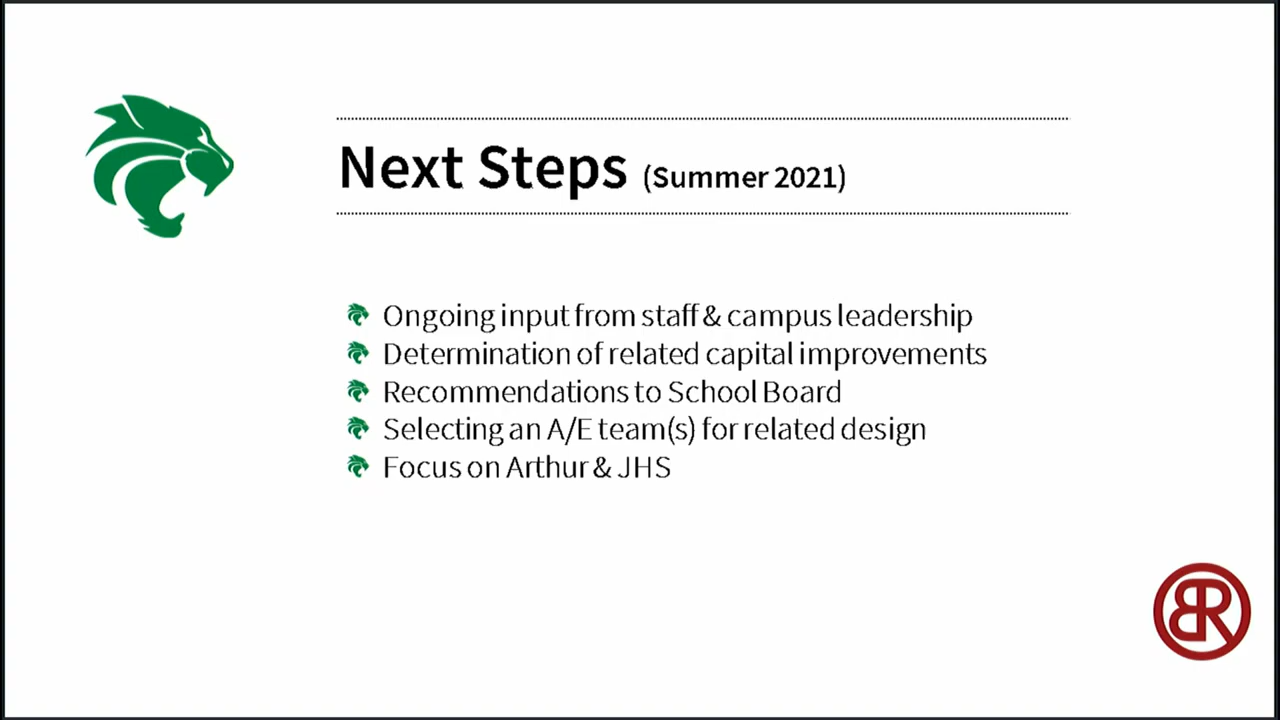 Next Steps (Summer 2021)
Ongoing input from staff & campus leadership
Determination of related capital improvements
Recommendations to School Board
Selecting an A/E team(s) for related design
Focus on Arthur & JHS
BR